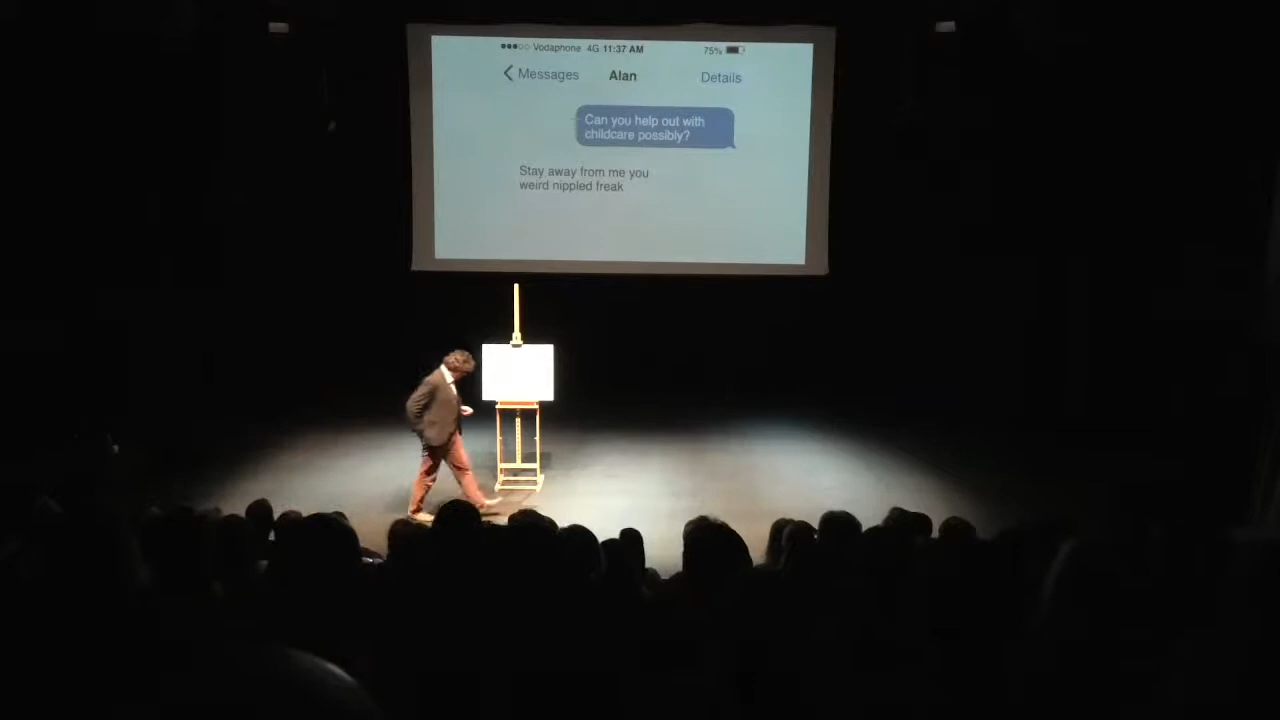 Vodaphone 4G 11:37 AM 75%
Messages Alan Details
Can you help out with
childcare possibly?
Stay away from me you
weird nippled freak